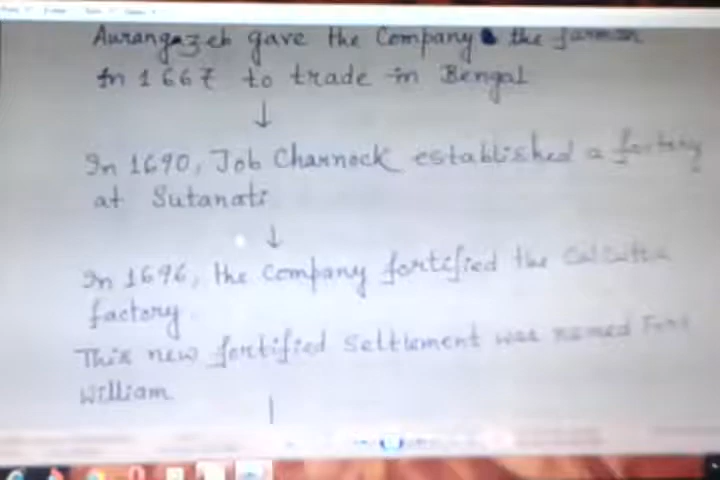 Aurangazeb gave the Company the farman
In 1667 to trade in Bengal
↓
In 1690, Job Charnock established a factory
at Sutanati
↓
In 1696, the Company fortified the Calcutta
factory.
This new fortified Settlement was named Fort
William